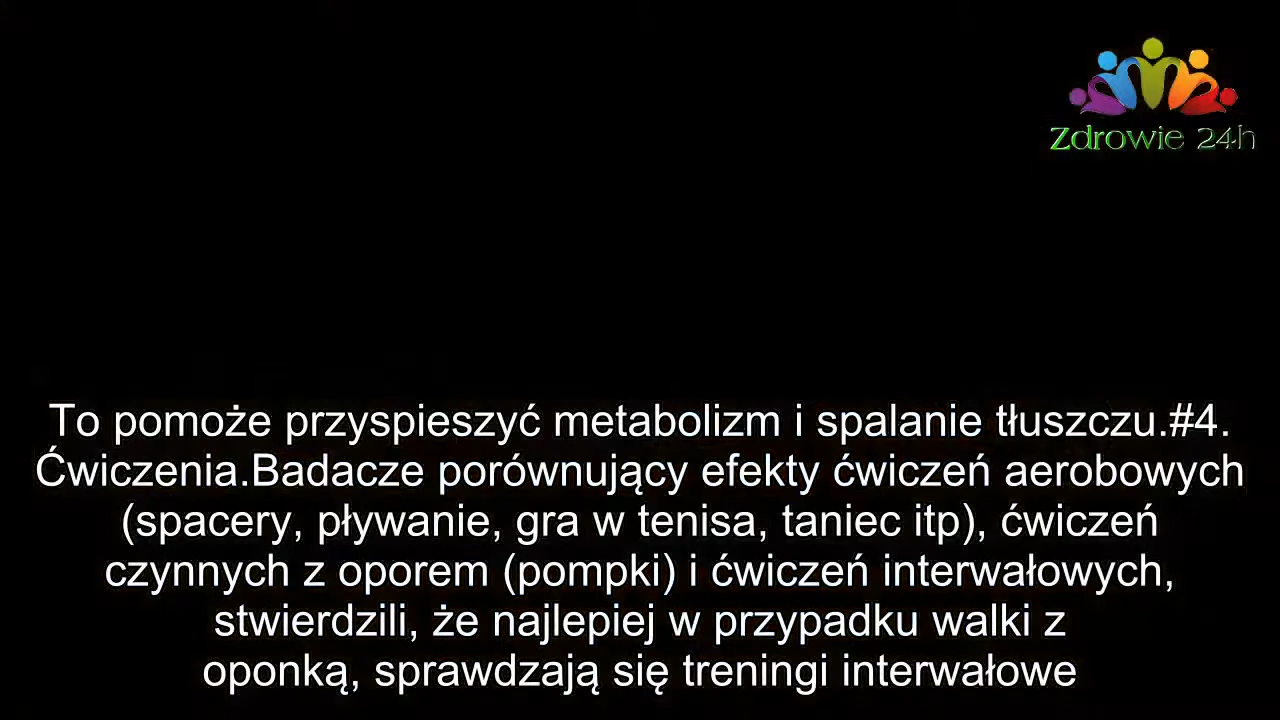 Zdrowie 24h
To pomoże przyspieszyć metabolizm i spalanie tłuszczu.#4.
Ćwiczenia.Badacze porównujący efekty ćwiczeń aerobowych
(spacery, pływanie, gra w tenisa, taniec itp), ćwiczeń
czynnych z oporem (pompki) i ćwiczeń interwałowych,
stwierdzili, że najlepiej w przypadku walki z
oponką, sprawdzają się treningi interwałowe